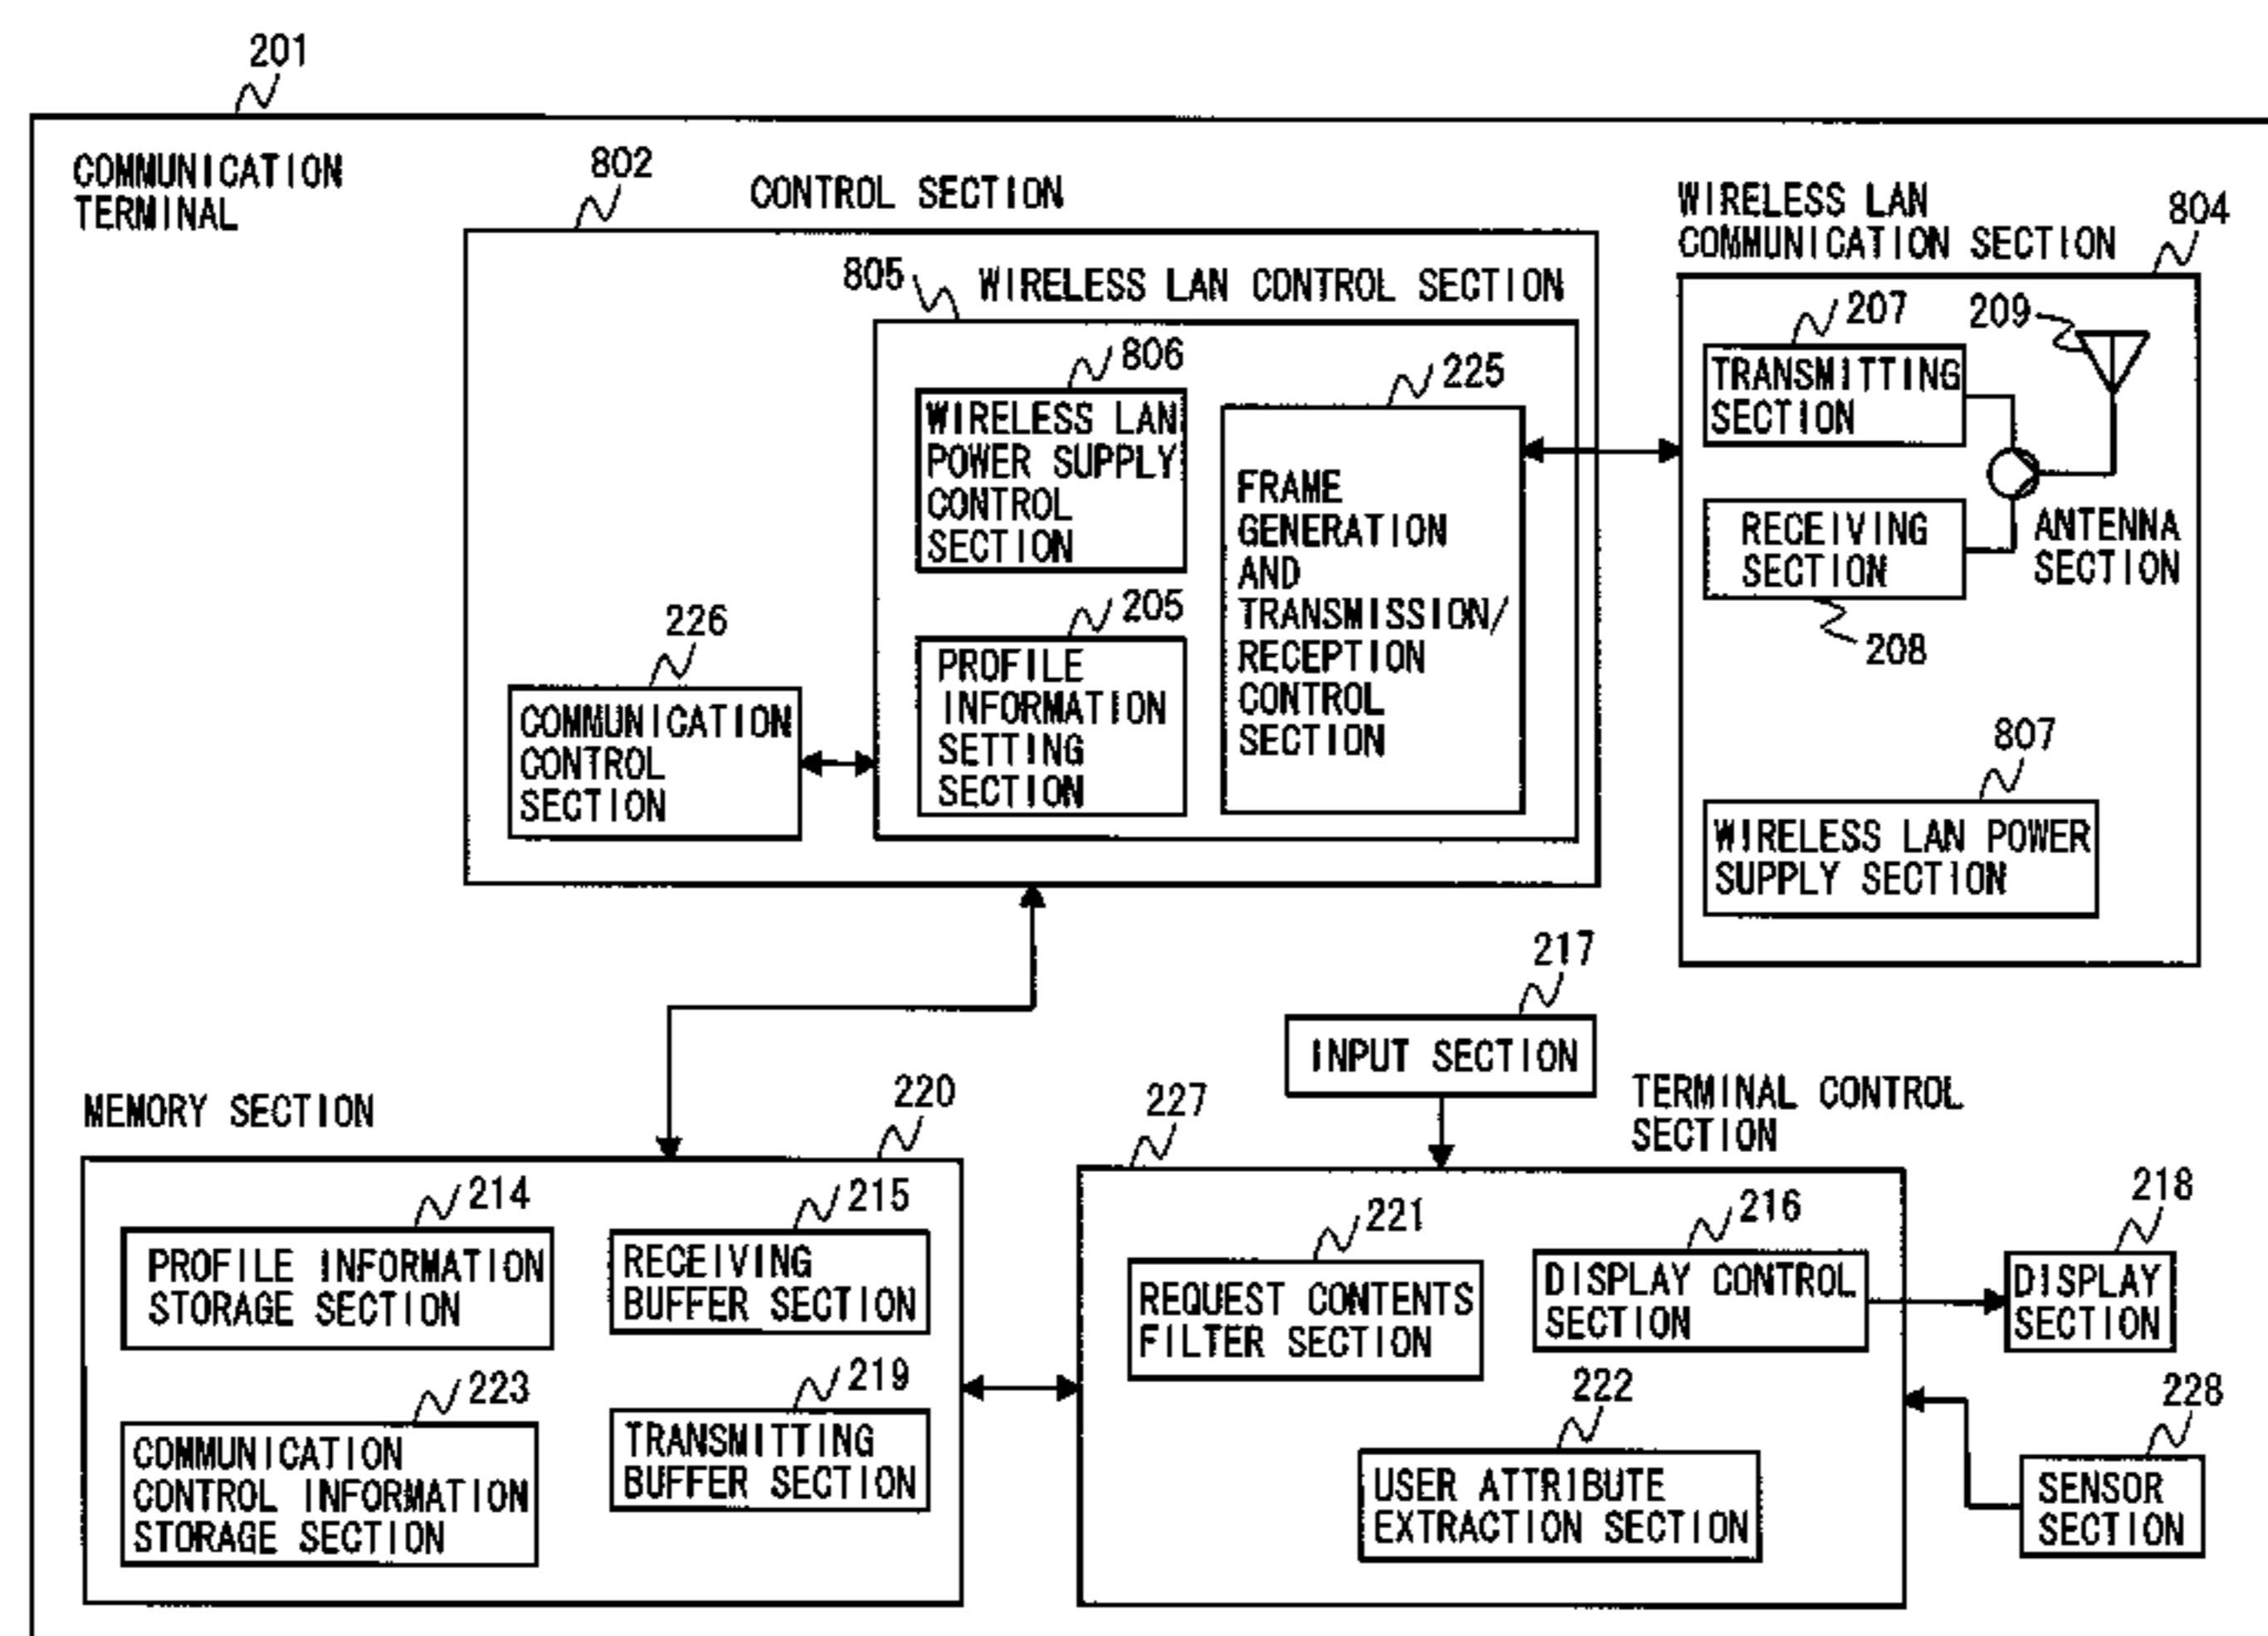 201
COMMUNICATION
TERMINAL
802
CONTROL SECTION
WIRELESS LAN
COMMUNICATION SECTION
804
805
WIRELESS LAN CONTROL SECTION
806
WIRELESS LAN
POWER SUPPLY
CONTROL
SECTION
225
FRAME
GENERATION
AND
TRANSMISSION/
RECEPTION
CONTROL
SECTION
205
PROFILE
INFORMATION
SETTING
SECTION
226
COMMUNICATION
CONTROL
SECTION
207
TRANSMITTING
SECTION
209
ANTENNA
SECTION
RECEIVING
SECTION
208
807
WIRELESS LAN POWER
SUPPLY SECTION
217
INPUT SECTION
MEMORY SECTION
220
214
PROFILE INFORMATION
STORAGE SECTION
215
RECEIVING
BUFFER SECTION
223
COMMUNICATION
CONTROL INFORMATION
STORAGE SECTION
219
TRANSMITTING
BUFFER SECTION
227
TERMINAL CONTROL
SECTION
221
REQUEST CONTENTS
FILTER SECTION
216
DISPLAY CONTROL
SECTION
222
USER ATTRIBUTE
EXTRACTION SECTION
218
DISPLAY
SECTION
228
SENSOR
SECTION